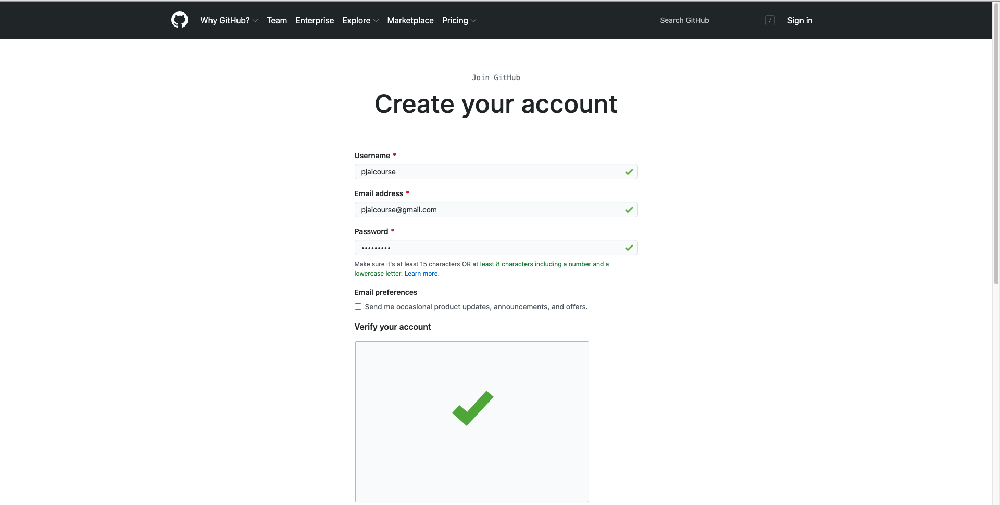 Why GitHub? Team Enterprise Explore Marketplace Pricing Search GitHub / Sign in
Join GitHub
Create your account
Username *
pjaicourse
Email address *
pjaicourse@gmail.com
Password *
•••••••••
Make sure it's at least 15 characters OR at least 8 characters including a number and a
lowercase letter. Learn more.
Email preferences
Send me occasional product updates, announcements, and offers.
Verify your account